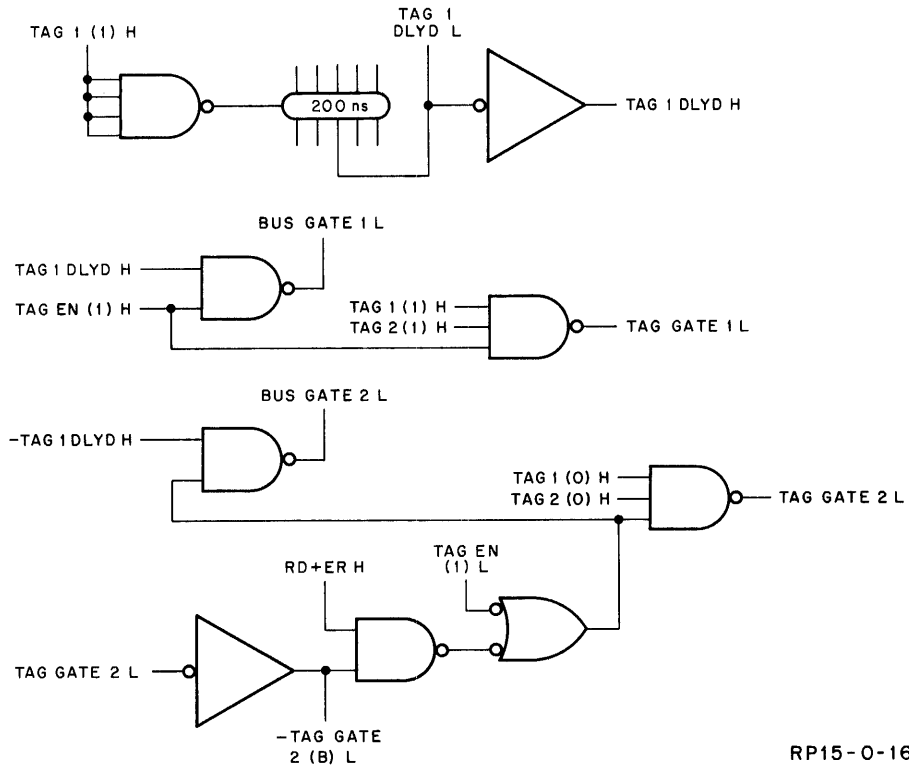 TAG 1 (1) H
TAG 1
DLYD L
200 ns
TAG 1 DLYD H
BUS GATE 1 L
TAG 1 DLYD H
TAG EN (1) H
TAG 1 (1) H
TAG 2 (1) H
TAG GATE 1 L
BUS GATE 2 L
-TAG 1 DLYD H
TAG 1 (0) H
TAG 2 (0) H
TAG GATE 2 L
TAG EN
(1) L
RD+ER H
TAG GATE 2 L
-TAG GATE
2 (B) L
RP15-0-16